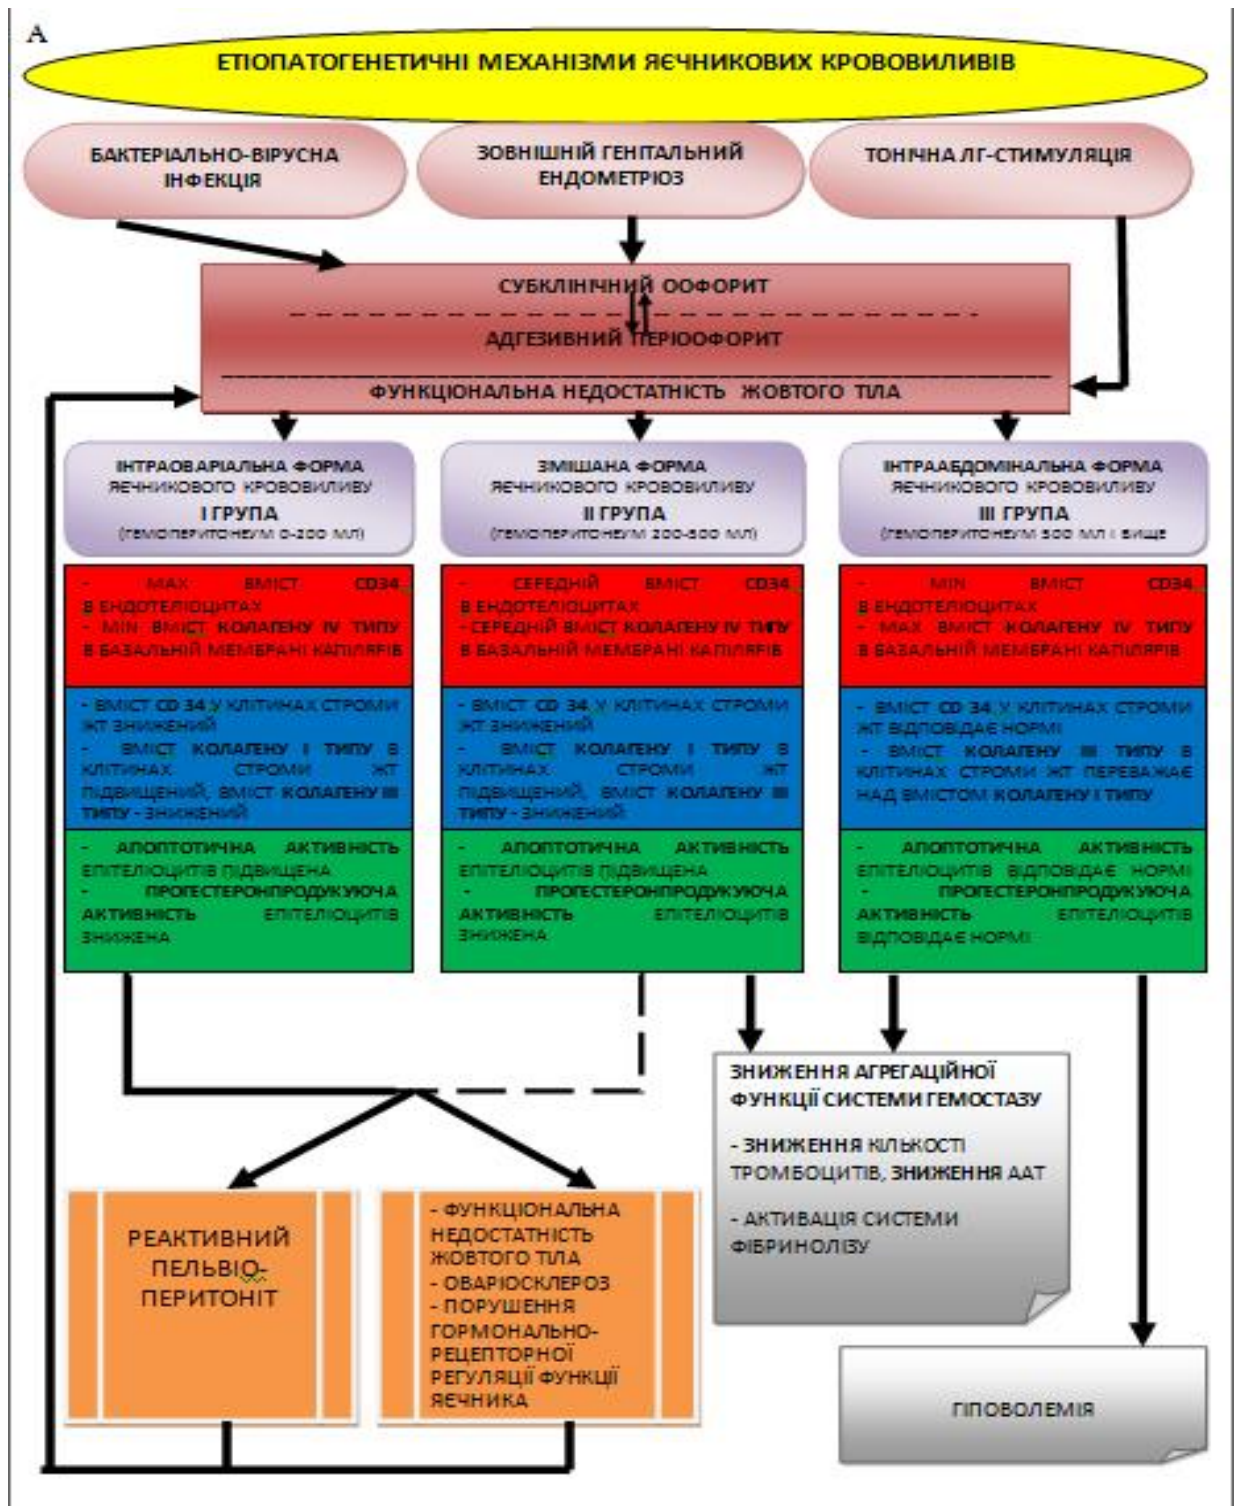 А
ЕТІОПАТОГЕНЕТИЧНІ МЕХАНІЗМИ ЯЄЧНИКОВИХ КРОВОВИЛИВІВ
БАКТЕРІАЛЬНО-ВІРУСНА
ІНФЕКЦІЯ
ЗОВНІШНІЙ ГЕНІТАЛЬНИЙ
ЕНДОМЕТРІОЗ
ТОНІЧНА ЛГ-СТИМУЛЯЦІЯ
СУБКЛІНІЧНИЙ ООФОРИТ
АДГЕЗИВНИЙ ПЕРІООФОРИТ
ФУНКЦІОНАЛЬНА НЕДОСТАТНІСТЬ ЖОВТОГО ТІЛА
ІНТРАОВАРІАЛЬНА ФОРМА
ЯЄЧНИКОВОГО КРОВОВИЛИВУ
І ГРУПА
(ГЕМОПЕРИТОНЕУМ 0-200 МЛ)
ЗМІШАНА ФОРМА
ЯЄЧНИКОВОГО КРОВОВИЛИВУ
ІІ ГРУПА
(ГЕМОПЕРИТОНЕУМ 200-500 МЛ)
ІНТРААБДОМІНАЛЬНА ФОРМА
ЯЄЧНИКОВОГО КРОВОВИЛИВУ
ІІІ ГРУПА
(ГЕМОПЕРИТОНЕУМ 500 МЛ І ВИЩЕ
- MAX ВМІСТ CD34
В ЕНДОТЕЛІОЦИТАХ
- MIN ВМІСТ КОЛАГЕНУ IV ТИПУ
В БАЗАЛЬНІЙ МЕМБРАНІ КАПІЛЯРІВ
- ВМІСТ CD 34 У КЛІТИНАХ СТРОМИ
ЖТ ЗНИЖЕНИЙ
- ВМІСТ КОЛАГЕНУ І ТИПУ В
КЛІТИНАХ СТРОМИ ЖТ
ПІДВИЩЕНИЙ, ВМІСТ КОЛАГЕНУ ІІІ
ТИПУ - ЗНИЖЕНИЙ
- АПОПТОТИЧНА АКТИВНІСТЬ
ЕПІТЕЛІОЦИТІВ ПІДВИЩЕНА
- ПРОГЕСТЕРОНПРОДУКУЮЧА
АКТИВНІСТЬ ЕПІТЕЛІОЦИТІВ
ЗНИЖЕНА
- СЕРЕДНІЙ ВМІСТ CD34
В ЕНДОТЕЛІОЦИТАХ
- СЕРЕДНІЙ ВМІСТ КОЛАГЕНУ IV ТИПУ
В БАЗАЛЬНІЙ МЕМБРАНІ КАПІЛЯРІВ
- ВМІСТ CD 34 У КЛІТИНАХ СТРОМИ
ЖТ ЗНИЖЕНИЙ
- ВМІСТ КОЛАГЕНУ І ТИПУ В
КЛІТИНАХ СТРОМИ ЖТ
ПІДВИЩЕНИЙ, ВМІСТ КОЛАГЕНУ ІІІ
ТИПУ - ЗНИЖЕНИЙ
- АПОПТОТИЧНА АКТИВНІСТЬ
ЕПІТЕЛІОЦИТІВ ПІДВИЩЕНА
- ПРОГЕСТЕРОНПРОДУКУЮЧА
АКТИВНІСТЬ ЕПІТЕЛІОЦИТІВ
ЗНИЖЕНА
- MIN ВМІСТ CD34
В ЕНДОТЕЛІОЦИТАХ
- MAX ВМІСТ КОЛАГЕНУ IV ТИПУ
В БАЗАЛЬНІЙ МЕМБРАНІ КАПІЛЯРІВ
- ВМІСТ CD 34 У КЛІТИНАХ СТРОМИ
ЖТ ВІДПОВІДАЄ НОРМІ
- ВМІСТ КОЛАГЕНУ ІІІ ТИПУ В
КЛІТИНАХ СТРОМИ ЖТ ПЕРЕВАЖАЄ
НАД ВМІСТОМ КОЛАГЕНУ І ТИПУ
- АПОПТОТИЧНА АКТИВНІСТЬ
ЕПІТЕЛІОЦИТІВ ВІДПОВІДАЄ НОРМІ
- ПРОГЕСТЕРОНПРОДУКУЮЧА
АКТИВНІСТЬ ЕПІТЕЛІОЦИТІВ
ВІДПОВІДАЄ НОРМІ
ЗНИЖЕННЯ АГРЕГАЦІЙНОЇ
ФУНКЦІЇ СИСТЕМИ ГЕМОСТАЗУ
- ЗНИЖЕННЯ КІЛЬКОСТІ
ТРОМБОЦИТІВ, ЗНИЖЕННЯ ААТ
- АКТИВАЦІЯ СИСТЕМИ
ФІБРИНОЛІЗУ
РЕАКТИВНИЙ
ПЕЛЬВІО-
ПЕРИТОНІТ
- ФУНКЦІОНАЛЬНА
НЕДОСТАТНІСТЬ
ЖОВТОГО ТІЛА
- ОВАРІОСКЛЕРОЗ
- ПОРУШЕННЯ
ГОРМОНАЛЬНО-
РЕЦЕПТОРНОЇ
РЕГУЛЯЦІЇ ФУНКЦІЇ
ЯЄЧНИКА
ГІПОВОЛЕМІЯ